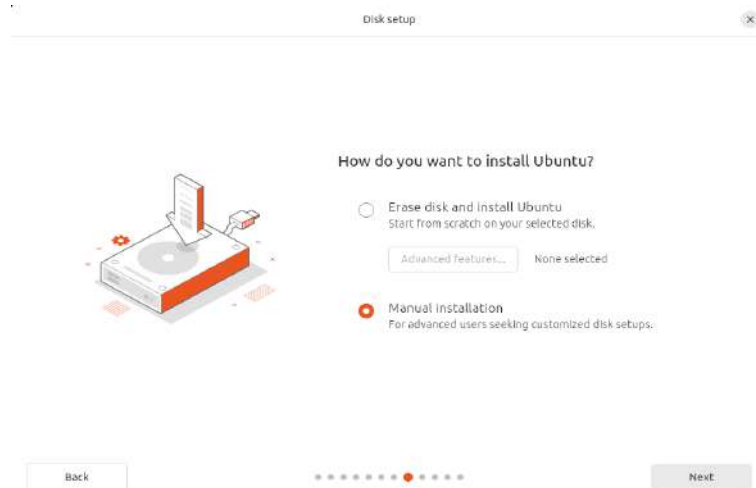 Disk setup
How do you want to install Ubuntu?
Erase disk and install Ubuntu
Start from scratch on your selected disk.
Advanced features... None selected
Manual installation
For advanced users seeking customized disk setups.
Back Next